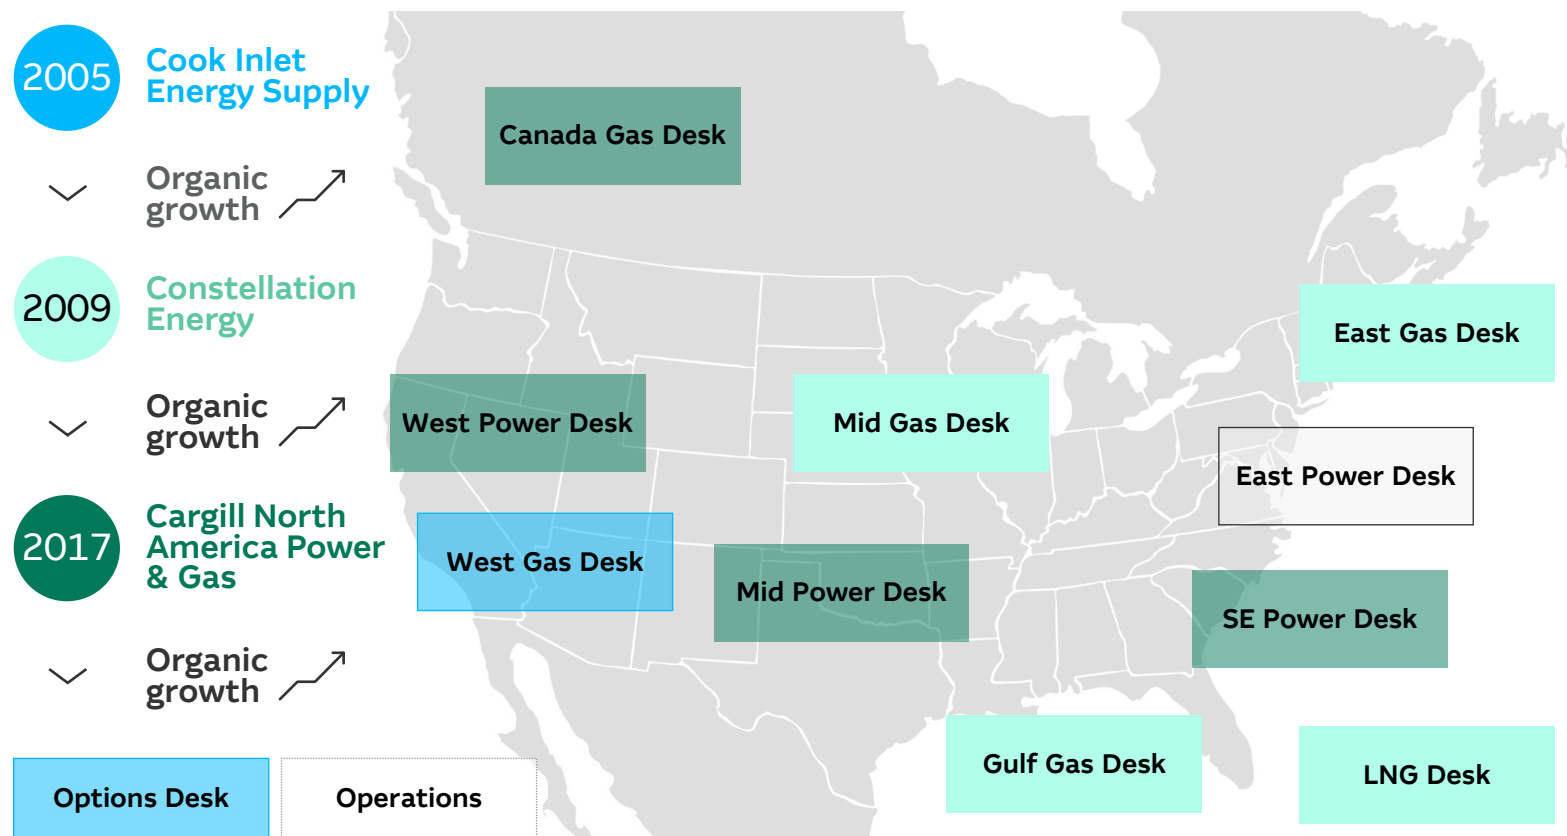 2005
Cook Inlet
Energy Supply
Organic
growth
2009
Constellation
Energy
Organic
growth
2017
Cargill North
America Power
& Gas
Organic
growth
Options Desk
Operations
Canada Gas Desk
East Gas Desk
West Power Desk
Mid Gas Desk
East Power Desk
West Gas Desk
Mid Power Desk
SE Power Desk
Gulf Gas Desk
LNG Desk